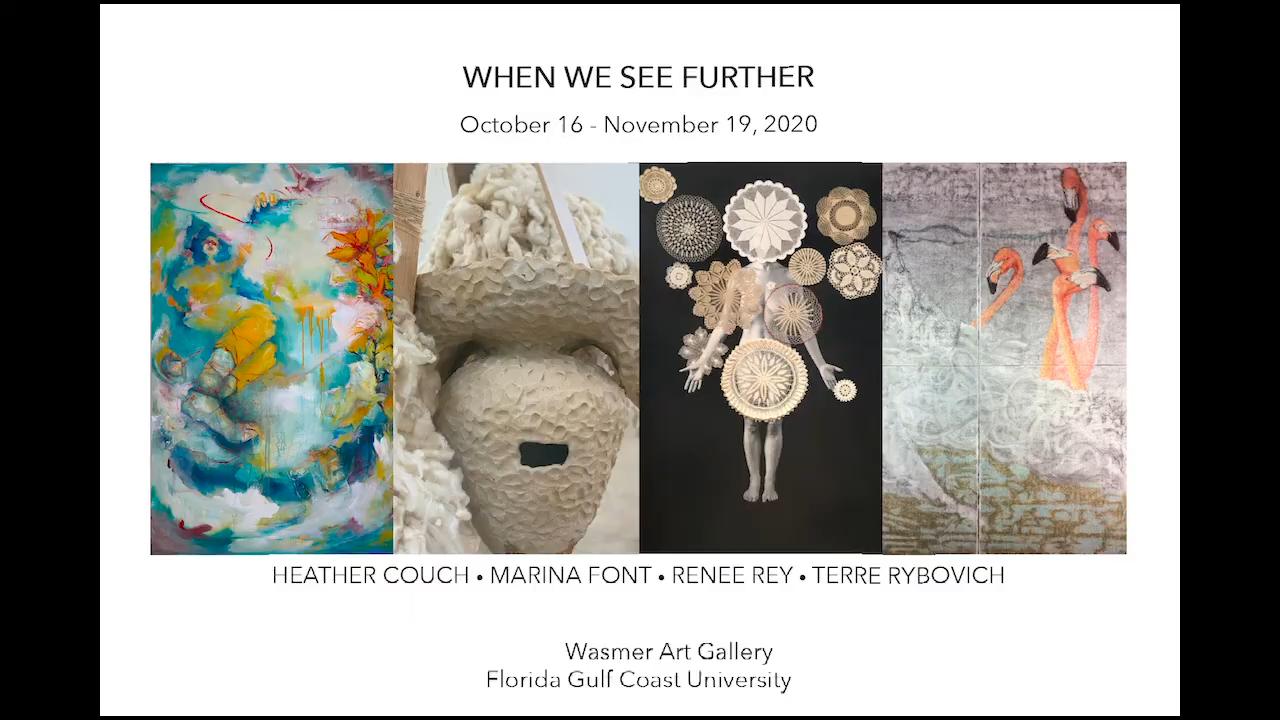 WHEN WE SEE FURTHER
October 16 - November 19, 2020
HEATHER COUCH • MARINA FONT • RENEE REY • TERRE RYBOVICH
Wasmer Art Gallery
Florida Gulf Coast University